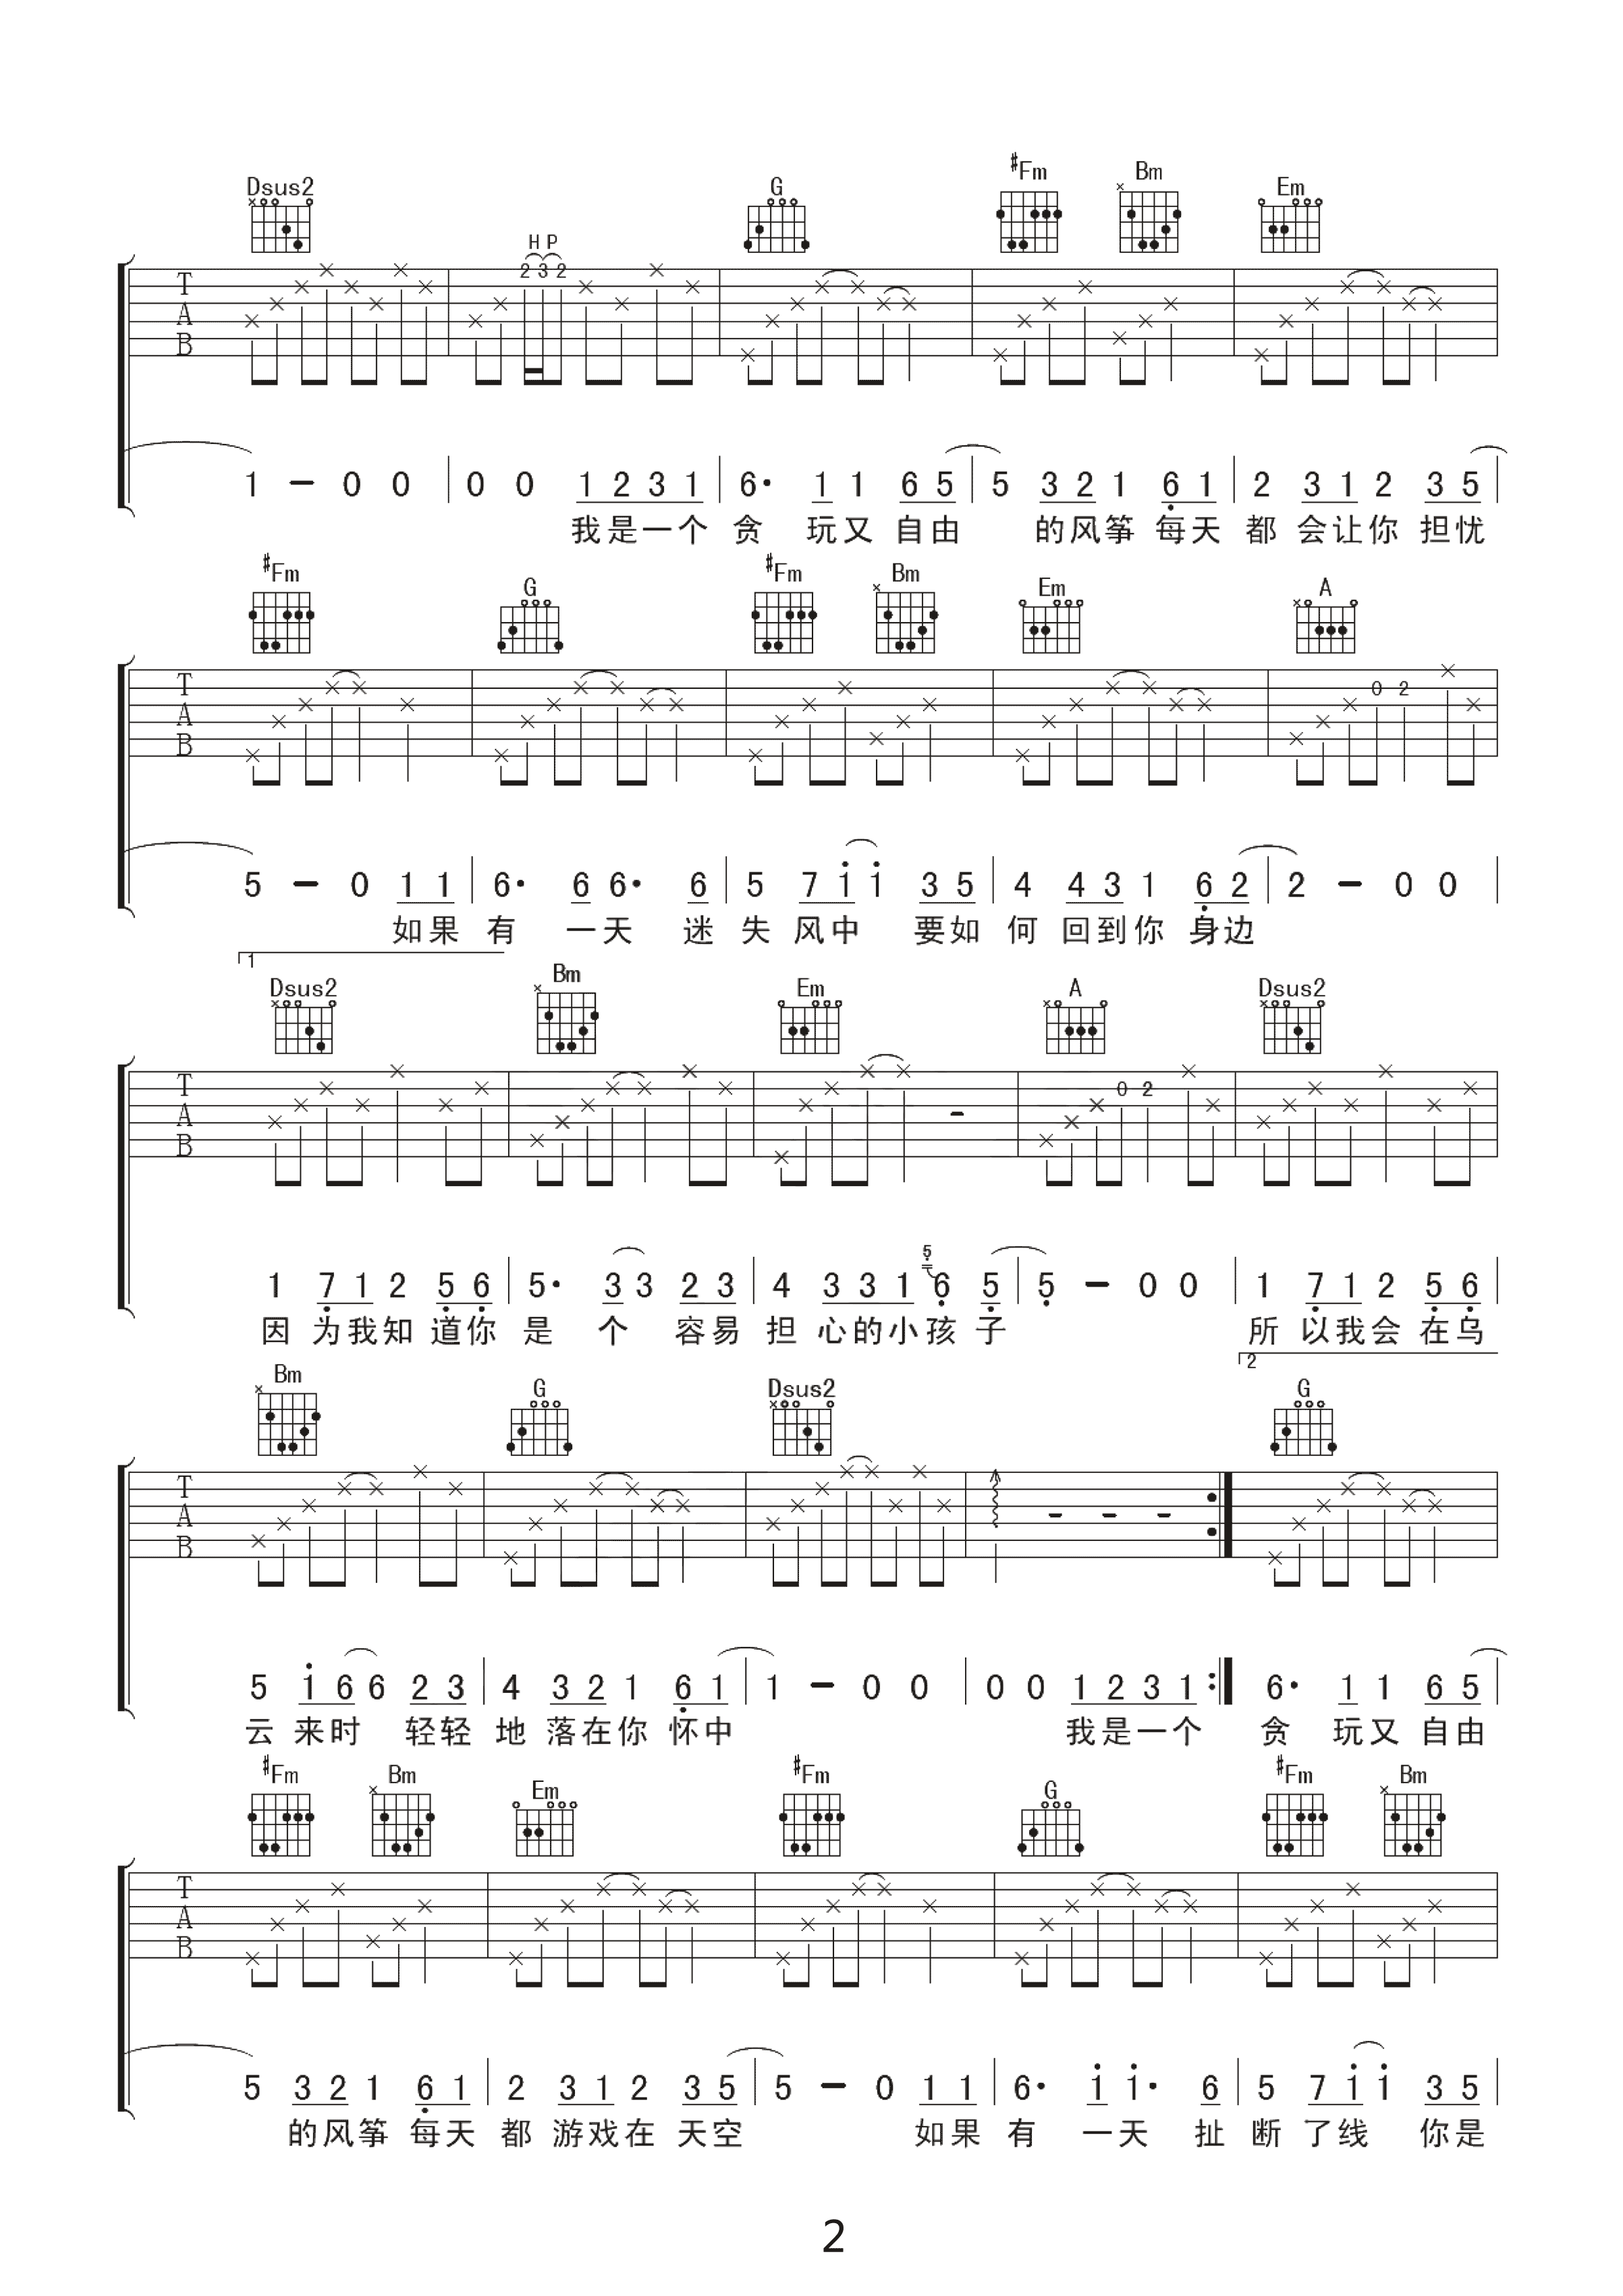 Dsus2 G #Fm Bm Em
H P
2 3 2
T
A
B
1 — 0 0 | 0 0 1 2 3 1 | 6· 1 1 6 5 | 5 3 2 1 6 1 | 2 3 1 2 3 5 |
我是一个 贪 玩又 自由 的风筝 每天 都 会让你 担忧
#Fm G #Fm Bm Em A
T
A
B
0 2
5 — 0 1 1 | 6· 6 6· 6 | 5 7 1 1 3 5 | 4 4 3 1 6 2 | 2 — 0 0 |
如果 有 一天 迷 失 风中 要如 何 回到你 身边
1
Dsus2 Bm Em A Dsus2
T
A
B
0 2
5
1 7 1 2 5 6 | 5· 3 3 2 3 | 4 3 3 1 6 5 | 5 — 0 0 | 1 7 1 2 5 6 |
因 为我知 道你 是 个 容易 担 心的小孩 子 所 以我会 在乌
2
Bm G Dsus2 G
T
A
B
5 1 6 6 2 3 | 4 3 2 1 6 1 | 1 — 0 0 | 0 0 1 2 3 1 :| 6· 1 1 6 5 |
云 来时 轻轻 地 落在你 怀中 我是一个 贪 玩又 自由
#Fm Bm Em #Fm G #Fm Bm
T
A
B
5 3 2 1 6 1 | 2 3 1 2 3 5 | 5 — 0 1 1 | 6· 1 1· 6 | 5 7 1 1 3 5 |
的风筝 每天 都 游戏在 天空 如果 有 一天 扯 断 了线 你是
2